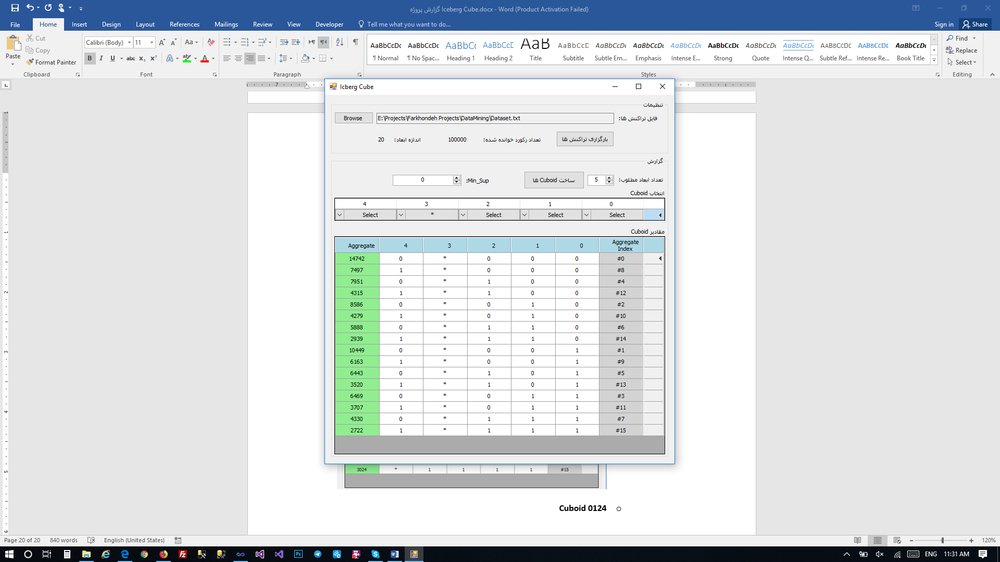 گزارش پروژه Iceberg Cube.docx - Word (Product Activation Failed)
File Home Insert Design Layout References Mailings Review View Developer Tell me what you want to do... Sign in Share
Paste Cut Copy Format Painter
Calibri (Body) 11
AaBbCcDc AaBbCcDc AaBbC AaBbCcE AaB AaBbCcD AaBbCcDc AaBbCcDc AaBbCcDc AaBbCcDc AaBbCcDc AaBbCcDc AABBCCDD AABBCCDD AaBbCcDc
¶ Normal ¶ No Spac... Heading 1 Heading 2 Title Subtitle Subtle Em... Emphasis Intense E... Strong Quote Intense Q... Subtle Ref... Intense Re... Book Title
Find
Replace
Select
Clipboard Font Paragraph Styles Editing
Icberg Cube
تنظیمات
فایل تراکنش ها:
E:\Projects\Farkhondeh Projects\DataMining\Dataset.txt
Browse
بارگزاری تراکنش ها
تعداد رکورد خوانده شده: 100000
اندازه ابعاد: 20
گزارش
تعداد ابعاد مطلوب: 5
ساخت Cuboid ها
Min_Sup: 0
انتخاب Cuboid
4 3 2 1 0
Select * Select Select Select
مقادیر Cuboid
Aggregate 4 3 2 1 0 Aggregate Index
14742 0 * 0 0 0 #0
7497 1 * 0 0 0 #8
7951 0 * 1 0 0 #4
4315 1 * 1 0 0 #12
8586 0 * 0 1 0 #2
4279 1 * 0 1 0 #10
5888 0 * 1 1 0 #6
2939 1 * 1 1 0 #14
10449 0 * 0 0 1 #1
6163 1 * 0 0 1 #9
6443 0 * 1 0 1 #5
3520 1 * 1 0 1 #13
6469 0 * 0 1 1 #3
3707 1 * 0 1 1 #11
4330 0 * 1 1 1 #7
2722 1 * 1 1 1 #15
3024 * 1 1 1 1 #15
Cuboid 0124
Page 20 of 20 840 words English (United States) 120%
ENG 11:31 AM